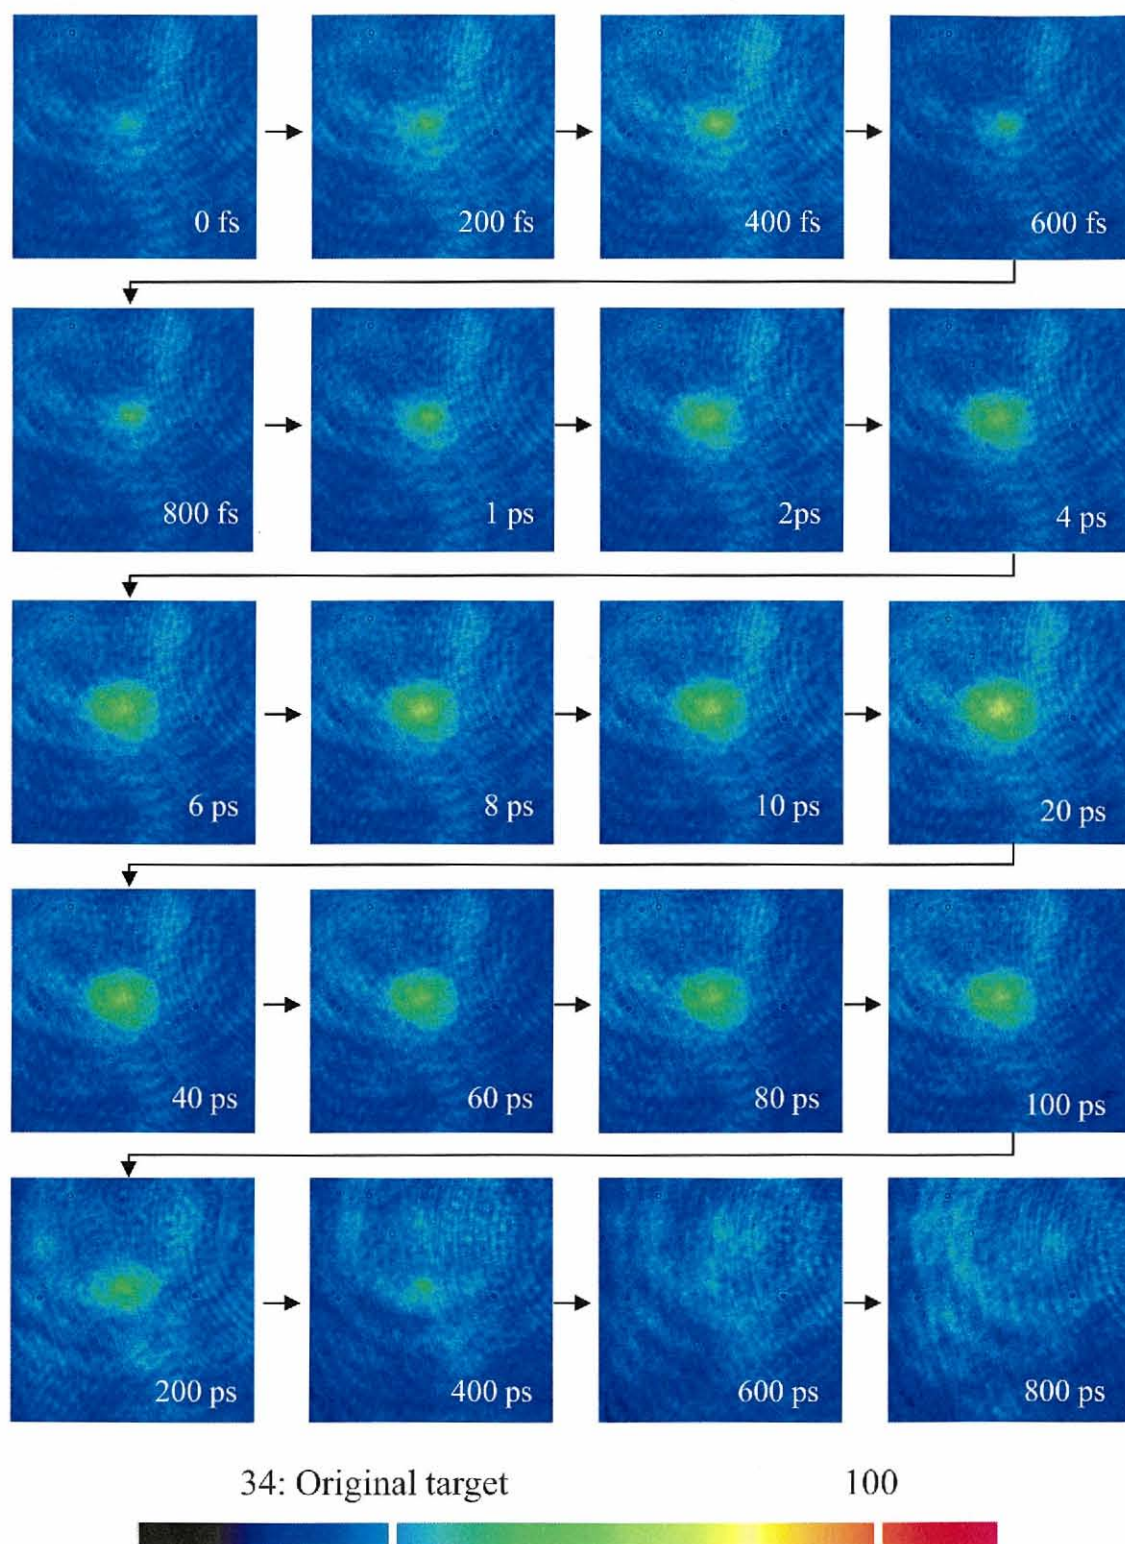 0 fs
200 fs
400 fs
600 fs
800 fs
1 ps
2ps
4 ps
6 ps
8 ps
10 ps
20 ps
40 ps
60 ps
80 ps
100 ps
200 ps
400 ps
600 ps
800 ps
34: Original target
100